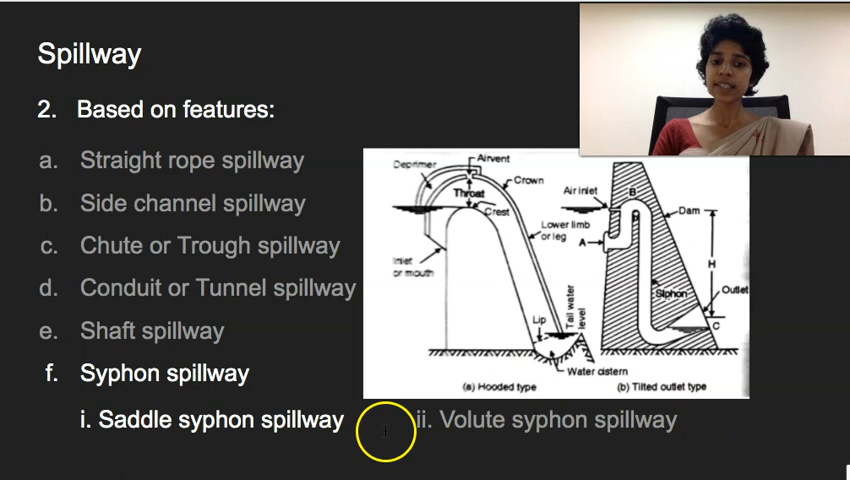 Spillway
2. Based on features:
a. Straight rope spillway
b. Side channel spillway
c. Chute or Trough spillway
d. Conduit or Tunnel spillway
e. Shaft spillway
f. Syphon spillway
i. Saddle syphon spillway
ii. Volute syphon spillway
Deprimer
Airvent
Crown
Throat
Crest
Lower limb
or leg
Inlet
or mouth
Lip
Tail water
level
Water cistern
(a) Hooded type
Air inlet
B
D
Dam
A
H
Siphon
Outlet
C
(b) Tilted outlet type